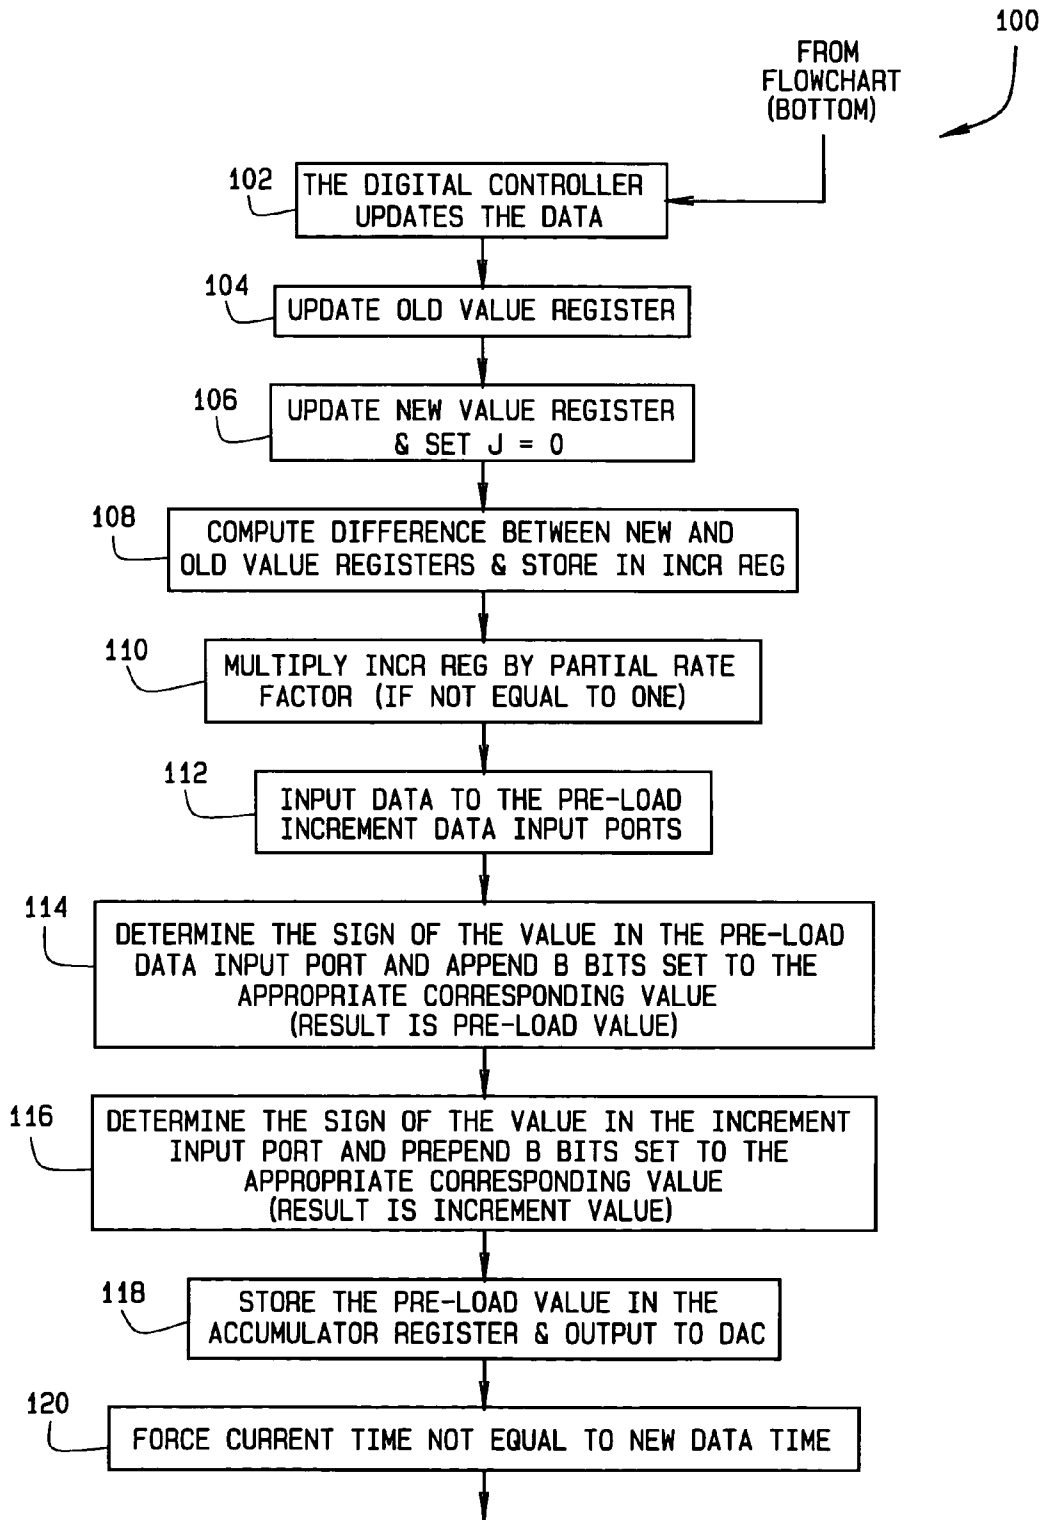 100
FROM
FLOWCHART
(BOTTOM)
102
THE DIGITAL CONTROLLER
UPDATES THE DATA
104
UPDATE OLD VALUE REGISTER
106
UPDATE NEW VALUE REGISTER
& SET J = 0
108
COMPUTE DIFFERENCE BETWEEN NEW AND
OLD VALUE REGISTERS & STORE IN INCR REG
110
MULTIPLY INCR REG BY PARTIAL RATE
FACTOR (IF NOT EQUAL TO ONE)
112
INPUT DATA TO THE PRE-LOAD
INCREMENT DATA INPUT PORTS
114
DETERMINE THE SIGN OF THE VALUE IN THE PRE-LOAD
DATA INPUT PORT AND APPEND B BITS SET TO THE
APPROPRIATE CORRESPONDING VALUE
(RESULT IS PRE-LOAD VALUE)
116
DETERMINE THE SIGN OF THE VALUE IN THE INCREMENT
INPUT PORT AND PREPEND B BITS SET TO THE
APPROPRIATE CORRESPONDING VALUE
(RESULT IS INCREMENT VALUE)
118
STORE THE PRE-LOAD VALUE IN THE
ACCUMULATOR REGISTER & OUTPUT TO DAC
120
FORCE CURRENT TIME NOT EQUAL TO NEW DATA TIME